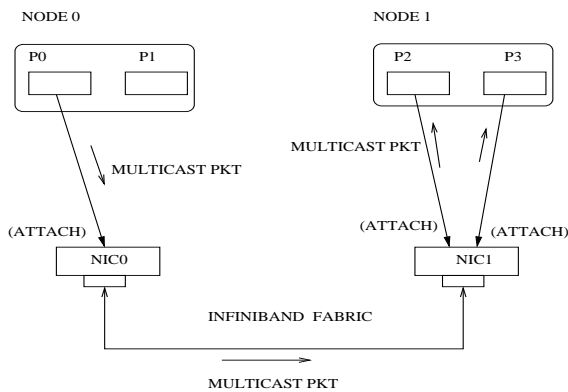 NODE 0
NODE 1
P0
P1
P2
P3
MULTICAST PKT
MULTICAST PKT
(ATTACH)
(ATTACH)
(ATTACH)
NIC0
NIC1
INFINIBAND FABRIC
MULTICAST PKT